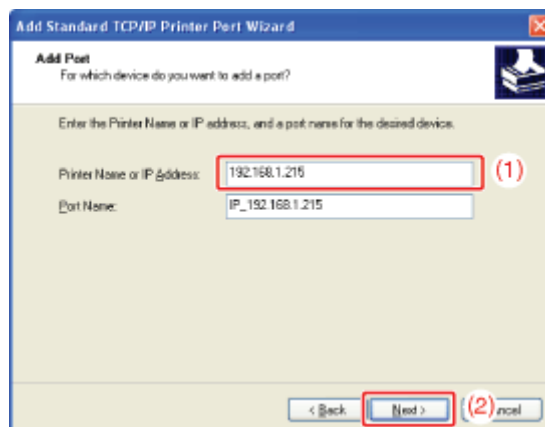 Add Standard TCP/IP Printer Port Wizard
Add Port
For which device do you want to add a port?
Enter the Printer Name or IP address, and a port name for the desired device.
Printer Name or IP Address: 192.168.1.215 (1)
Port Name: IP_192.168.1.215
< Back Next > (2) ncel